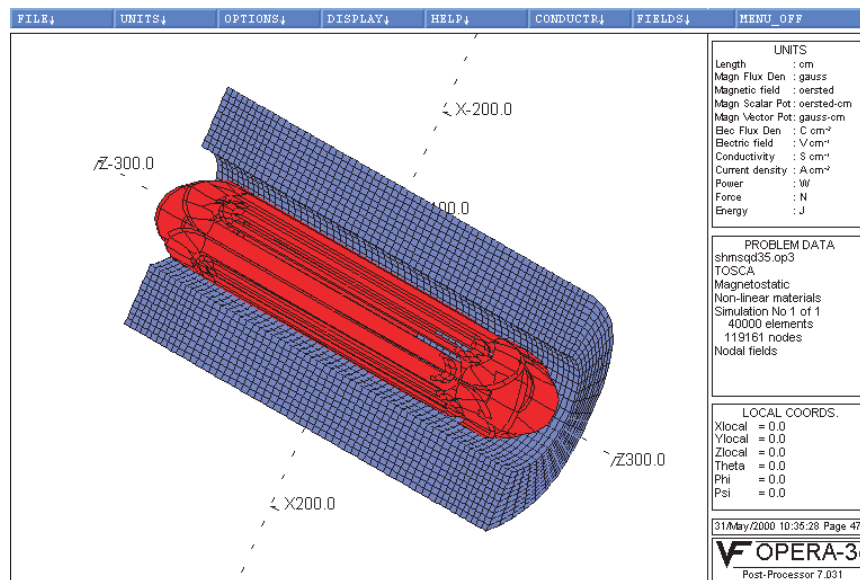 FILE↓ UNITS↓ OPTIONS↓ DISPLAY↓ HELP↓ CONDUCTR↓ FIELDS↓ MENU_OFF
X-200.0
Z-300.0
100.0
Z300.0
X200.0
UNITS
Length : cm
Magn Flux Den : gauss
Magnetic field : oersted
Magn Scalar Pot : oersted-cm
Magn Vector Pot : gauss-cm
Elec Flux Den : C cm⁻²
Electric field : V cm⁻¹
Conductivity : S cm⁻¹
Current density : A cm⁻²
Power : W
Force : N
Energy : J
PROBLEM DATA
shmsqd35.op3
TOSCA
Magnetostatic
Non-linear materials
Simulation No 1 of 1
40000 elements
119161 nodes
Nodal fields
LOCAL COORDS.
Xlocal = 0.0
Ylocal = 0.0
Zlocal = 0.0
Theta = 0.0
Phi = 0.0
Psi = 0.0
31/May/2000 10:35:28 Page 47
VF OPERA-3
Post-Processor 7.031